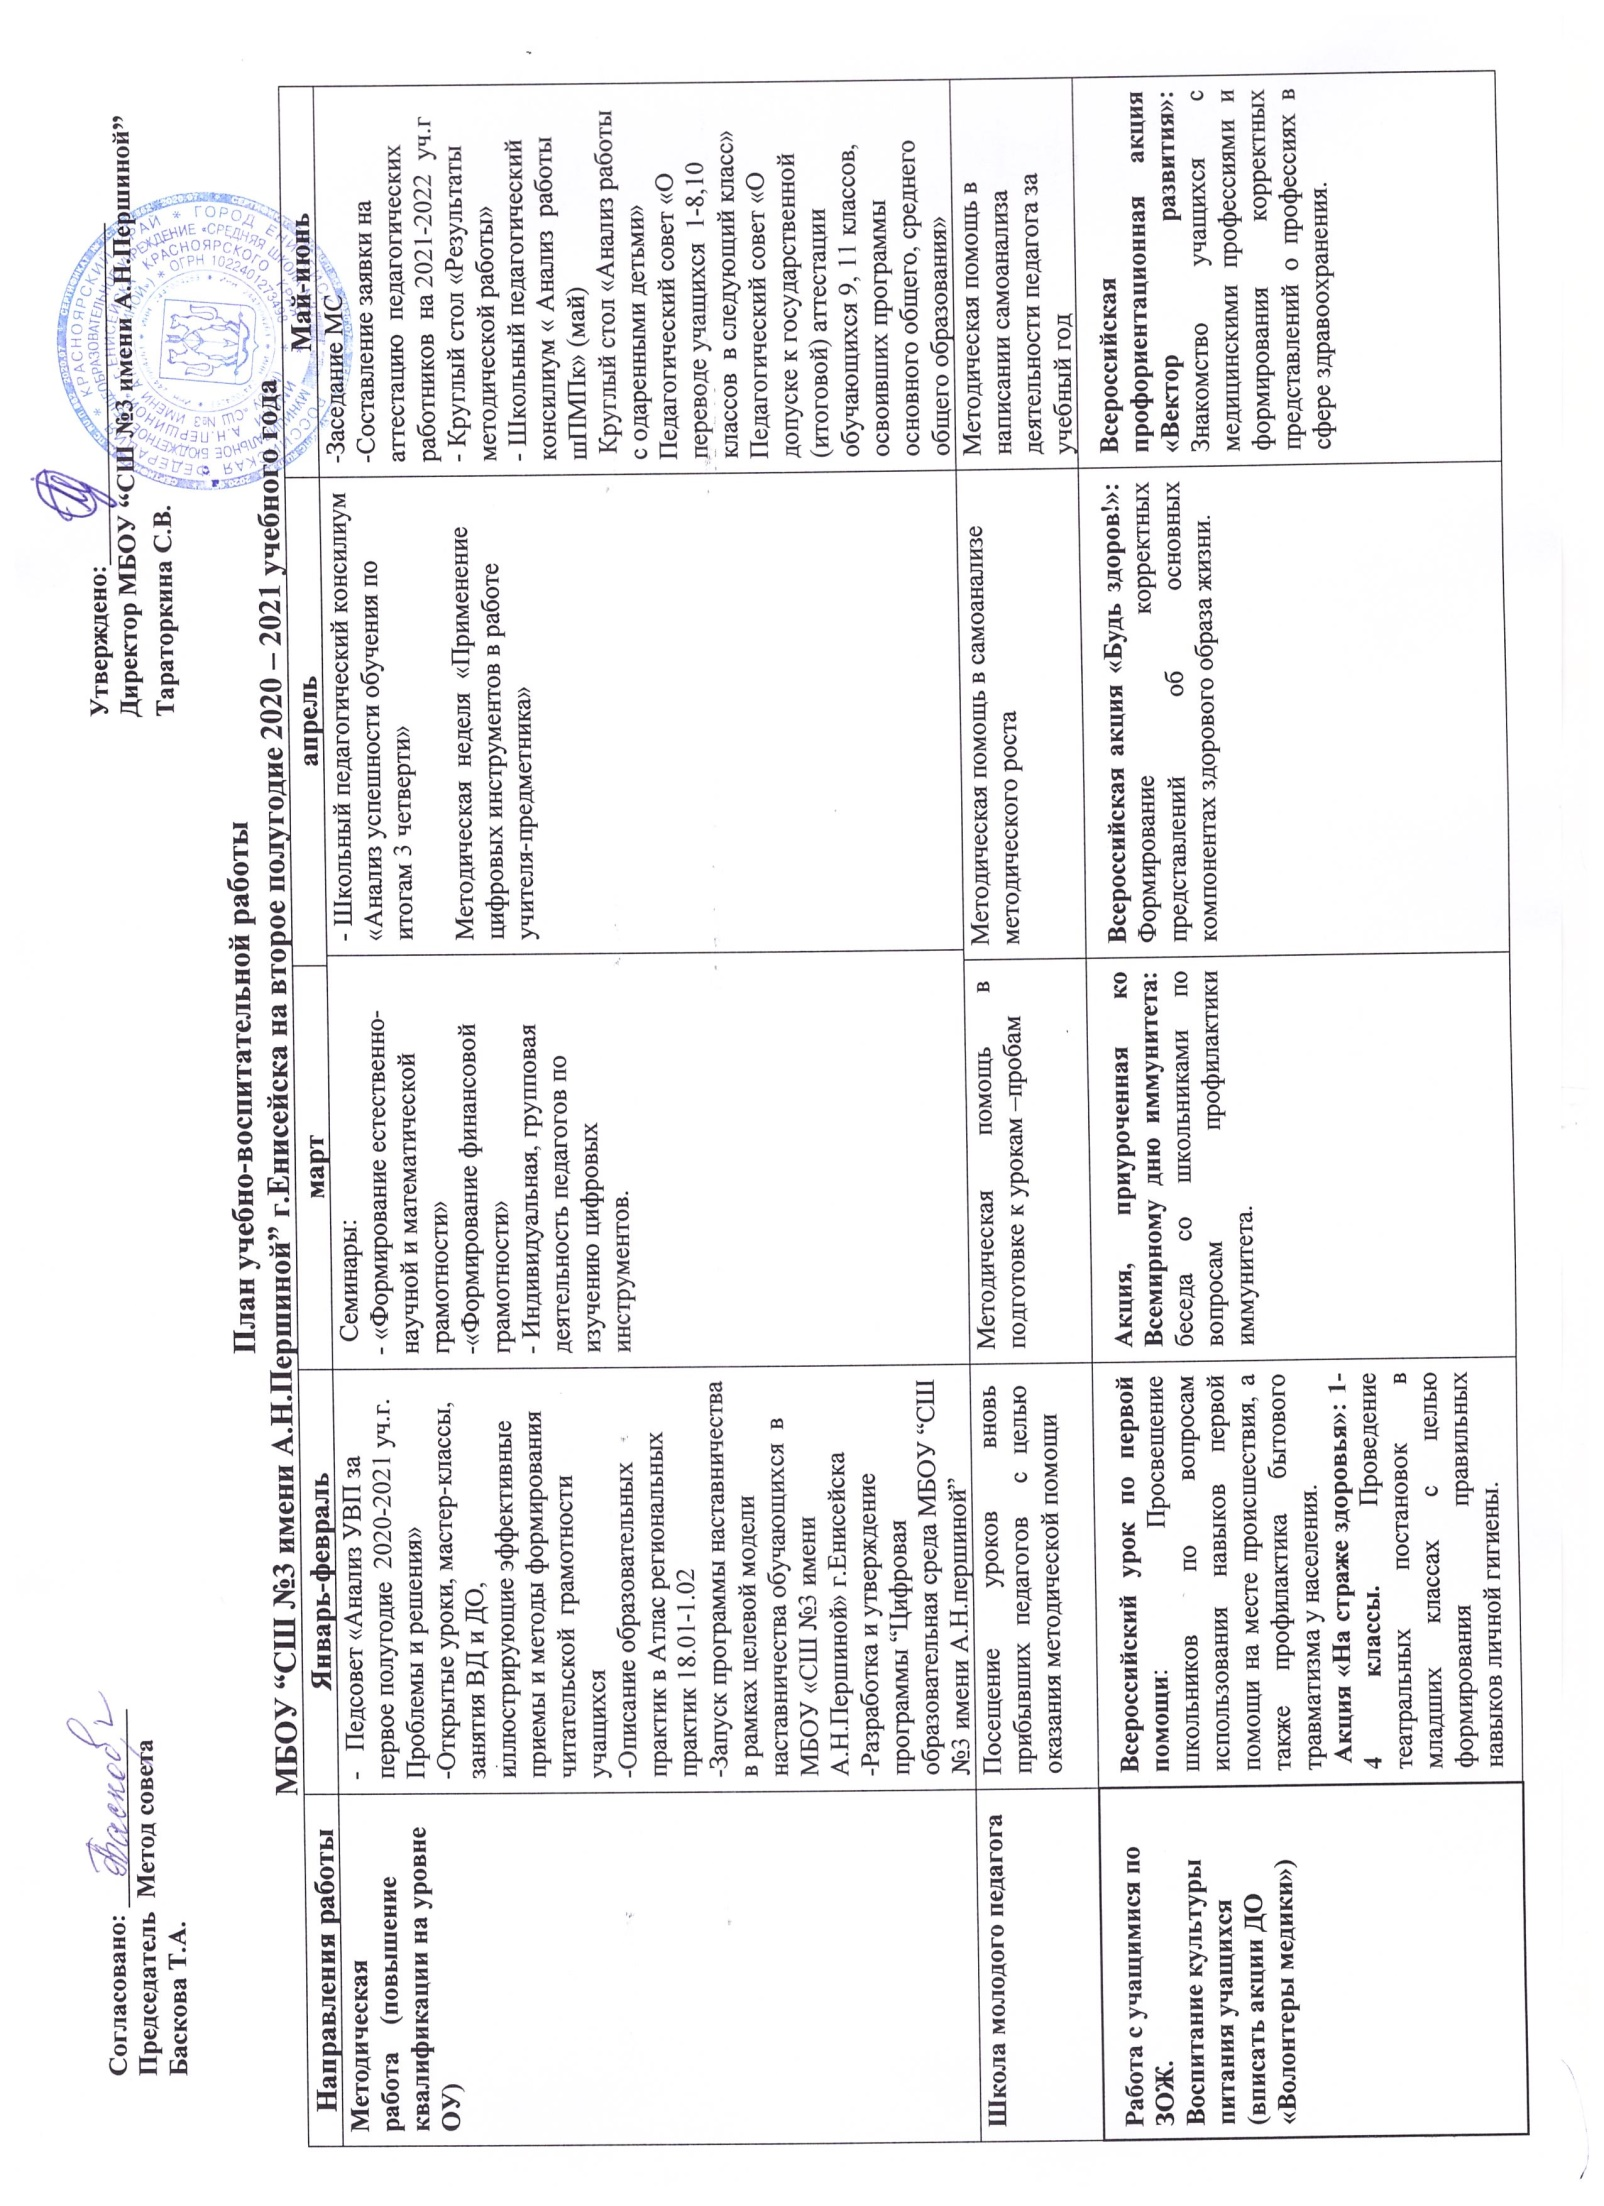 Согласовано:
Председатель Метод совета
Баскова Т.А.
Утверждено:
Директор МБОУ “СШ №3 имени А.Н.Першиной”
Тараторкина С.В.
План учебно-воспитательной работы
МБОУ “СШ №3 имени А.Н.Першиной” г.Енисейска на второе полугодие 2020 – 2021 учебного года
Направления работы
Январь-февраль
март
апрель
Май-июнь
Методическая
работа (повышение
квалификации на уровне
ОУ)
- Педсовет «Анализ УВП за
первое полугодие 2020-2021 уч.г.
Проблемы и решения»
-Открытые уроки, мастер-классы,
занятия ВД и ДО,
иллюстрирующие эффективные
приемы и методы формирования
читательской грамотности
учащихся
-Описание образовательных
практик в Атлас региональных
практик 18.01-1.02
-Запуск программы наставничества
в рамках целевой модели
наставничества обучающихся в
МБОУ «СШ №3 имени
А.Н.Першиной» г.Енисейска
-Разработка и утверждение
программы “Цифровая
образовательная среда МБОУ “СШ
№3 имени А.Н.першиной”
Семинары:
- «Формирование естественно-
научной и математической
грамотности»
-«Формирование финансовой
грамотности»
- Индивидуальная, групповая
деятельность педагогов по
изучению цифровых
инструментов.
- Школьный педагогический консилиум
«Анализ успешности обучения по
итогам 3 четверти»
Методическая неделя «Применение
цифровых инструментов в работе
учителя-предметника»
-Заседание МС
-Составление заявки на
аттестацию педагогических
работников на 2021-2022 уч.г
- Круглый стол «Результаты
методической работы»
- Школьный педагогический
консилиум « Анализ работы
шПМПк» (май)
Круглый стол «Анализ работы
с одаренными детьми»
Педагогический совет «О
переводе учащихся 1-8,10
классов в следующий класс»
Педагогический совет «О
допуске к государственной
(итоговой) аттестации
обучающихся 9, 11 классов,
освоивших программы
основного общего, среднего
общего образования»
Школа молодого педагога
Посещение уроков вновь
прибывших педагогов с целью
оказания методической помощи
Методическая помощь в
подготовке к урокам –пробам
Методическая помощь в самоанализе
методического роста
Методическая помощь в
написании самоанализа
деятельности педагога за
учебный год
Работа с учащимися по
ЗОЖ.
Воспитание культуры
питания учащихся
(вписать акции ДО
«Волонтеры медики»)
Всероссийский урок по первой
помощи: Просвещение
школьников по вопросам
использования навыков первой
помощи на месте происшествия, а
также профилактика бытового
травматизма у населения.
Акция «На страже здоровья»: 1-
4 классы. Проведение
театральных постановок в
младших классах с целью
формирования правильных
навыков личной гигиены.
Акция, приуроченная ко
Всемирному дню иммунитета:
беседа со школьниками по
вопросам профилактики
иммунитета.
Всероссийская акция «Будь здоров!»:
Формирование корректных
представлений об основных
компонентах здорового образа жизни.
Всероссийская
профориентационная акция
«Вектор развития»:
Знакомство учащихся с
медицинскими профессиями и
формирования корректных
представлений о профессиях в
сфере здравоохранения.